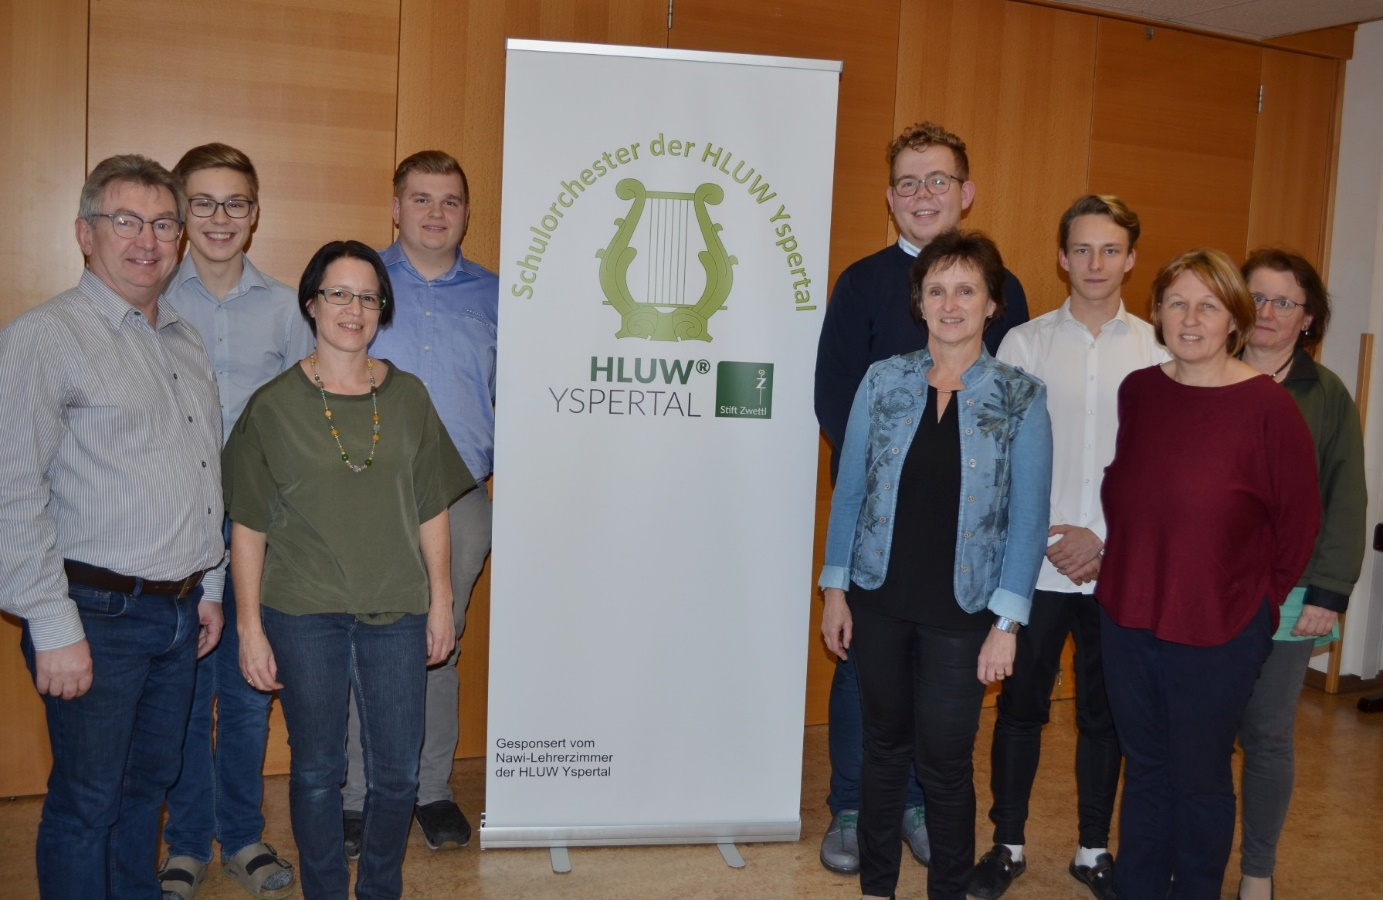 Schulorchester der HLUW Yspertal
HLUW®
YSPERTAL
Z
Stift Zwettl
Gesponsert vom
Nawi-Lehrerzimmer
der HLUW Yspertal